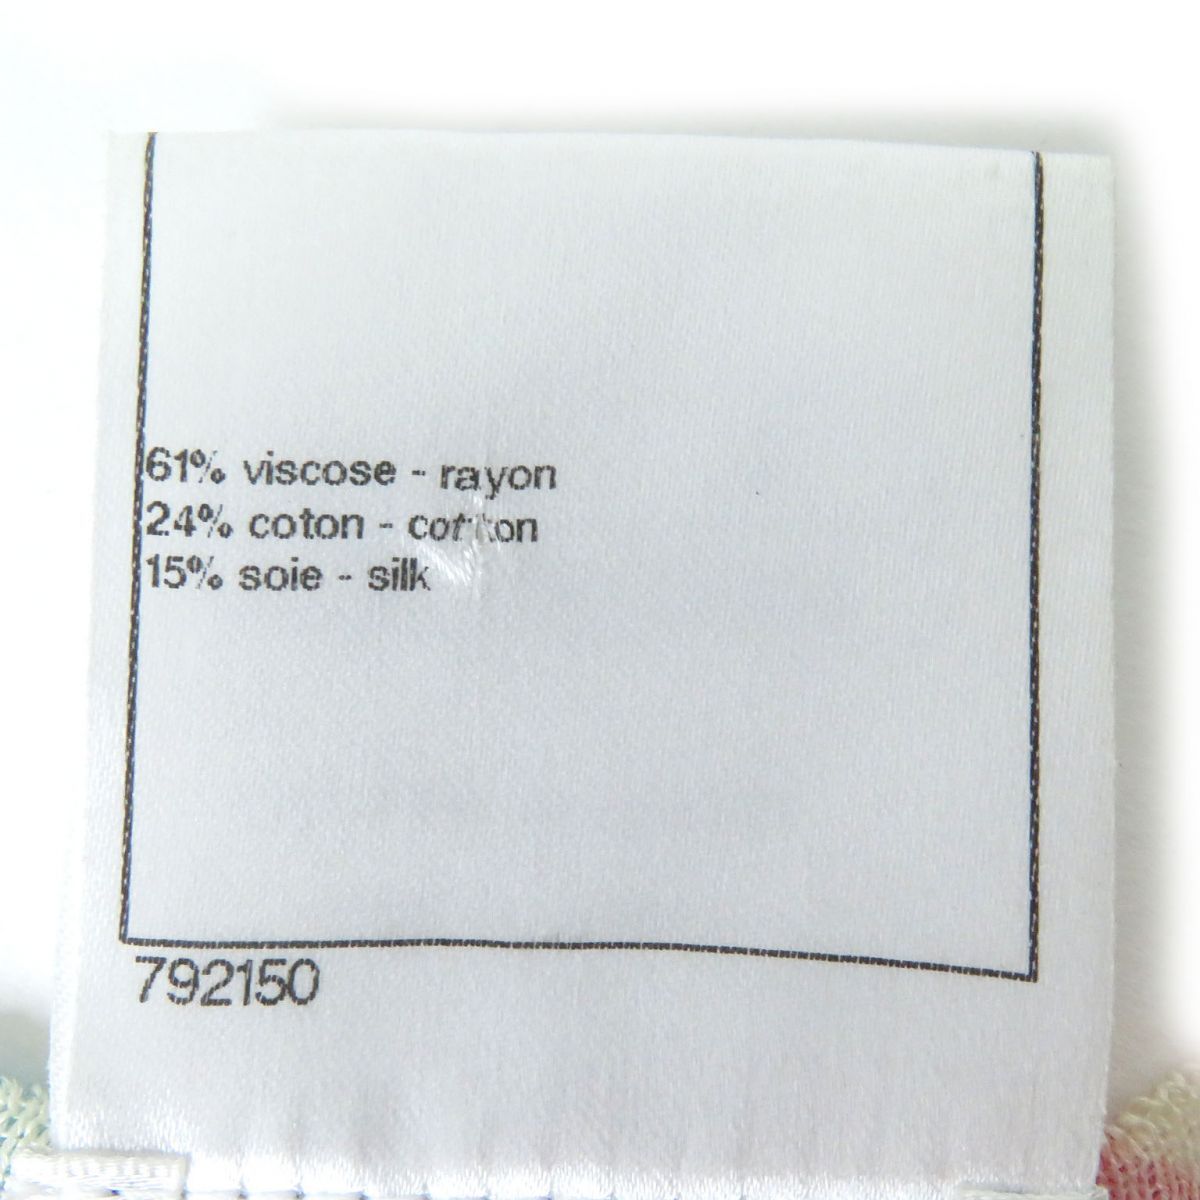 61% viscose - rayon
24% coton - cotton
15% soie - silk
792150